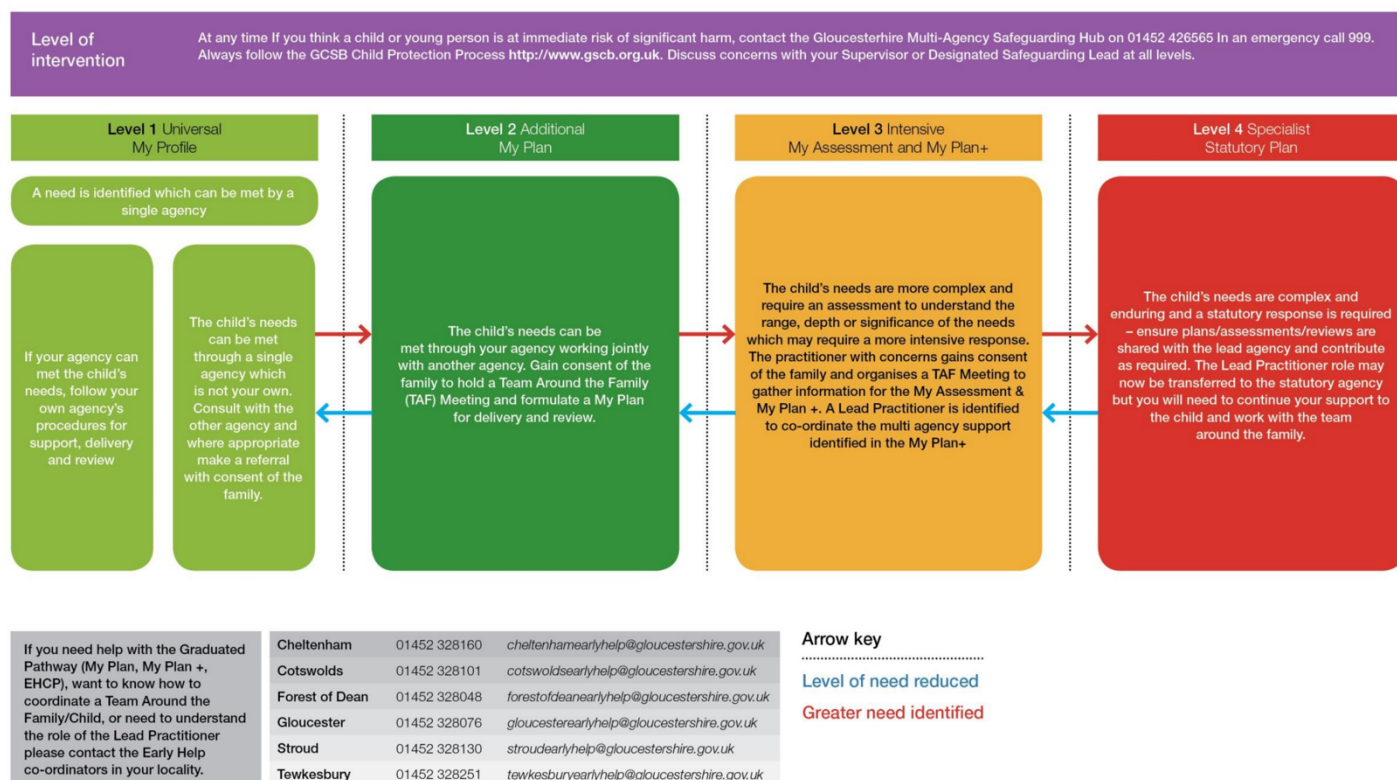 Level of
intervention
At any time If you think a child or young person is at immediate risk of significant harm, contact the Gloucesterhire Multi-Agency Safeguarding Hub on 01452 426565 In an emergency call 999.
Always follow the GCSB Child Protection Process http://www.gscb.org.uk. Discuss concerns with your Supervisor or Designated Safeguarding Lead at all levels.
Level 1 Universal
My Profile
A need is identified which can be met by a
single agency
If your agency can
met the child's
needs, follow your
own agency's
procedures for
support, delivery
and review
The child's needs
can be met
through a single
agency which
is not your own.
Consult with the
other agency and
where appropriate
make a referral
with consent of the
family.
Level 2 Additional
My Plan
The child's needs can be
met through your agency working jointly
with another agency. Gain consent of the
family to hold a Team Around the Family
(TAF) Meeting and formulate a My Plan
for delivery and review.
Level 3 Intensive
My Assessment and My Plan+
The child's needs are more complex and
require an assessment to understand the
range, depth or significance of the needs
which may require a more intensive response.
The practitioner with concerns gains consent
of the family and organises a TAF Meeting to
gather information for the My Assessment &
My Plan +. A Lead Practitioner is identified
to co-ordinate the multi agency support
identified in the My Plan+
Level 4 Specialist
Statutory Plan
The child's needs are complex and
enduring and a statutory response is required
– ensure plans/assessments/reviews are
shared with the lead agency and contribute
as required. The Lead Practitioner role may
now be transferred to the statutory agency
but you will need to continue your support to
the child and work with the team
around the family.
If you need help with the Graduated
Pathway (My Plan, My Plan +,
EHCP), want to know how to
coordinate a Team Around the
Family/Child, or need to understand
the role of the Lead Practitioner
please contact the Early Help
co-ordinators in your locality.
Cheltenham 01452 328160 cheltenhamearlyhelp@gloucestershire.gov.uk
Cotswolds 01452 328101 cotswoldsearlyhelp@gloucestershire.gov.uk
Forest of Dean 01452 328048 forestofdeanearlyhelp@gloucestershire.gov.uk
Gloucester 01452 328076 gloucesterearlyhelp@gloucestershire.gov.uk
Stroud 01452 328130 stroudearlyhelp@gloucestershire.gov.uk
Tewkesbury 01452 328251 tewkesburyearlyhelp@gloucestershire.gov.uk
Arrow key
Level of need reduced
Greater need identified